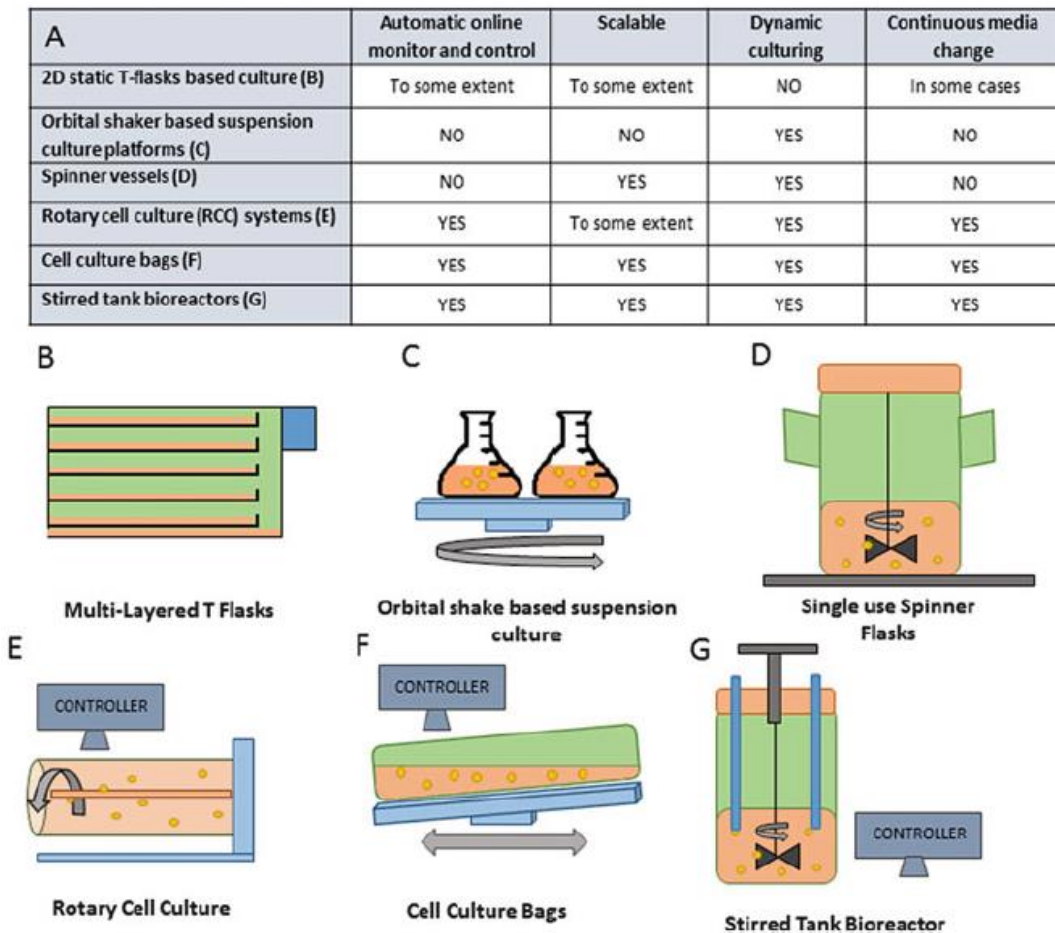 A
Automatic online
monitor and control
Scalable
Dynamic
culturing
Continuous media
change
2D static T-flasks based culture (B)
To some extent
To some extent
NO
In some cases
Orbital shaker based suspension
culture platforms (C)
NO
NO
YES
NO
Spinner vessels (D)
NO
YES
YES
NO
Rotary cell culture (RCC) systems (E)
YES
To some extent
YES
YES
Cell culture bags (F)
YES
YES
YES
YES
Stirred tank bioreactors (G)
YES
YES
YES
YES
B
Multi-Layered T Flasks
C
Orbital shake based suspension
culture
D
Single use Spinner
Flasks
E
CONTROLLER
Rotary Cell Culture
F
CONTROLLER
Cell Culture Bags
G
CONTROLLER
Stirred Tank Bioreactor